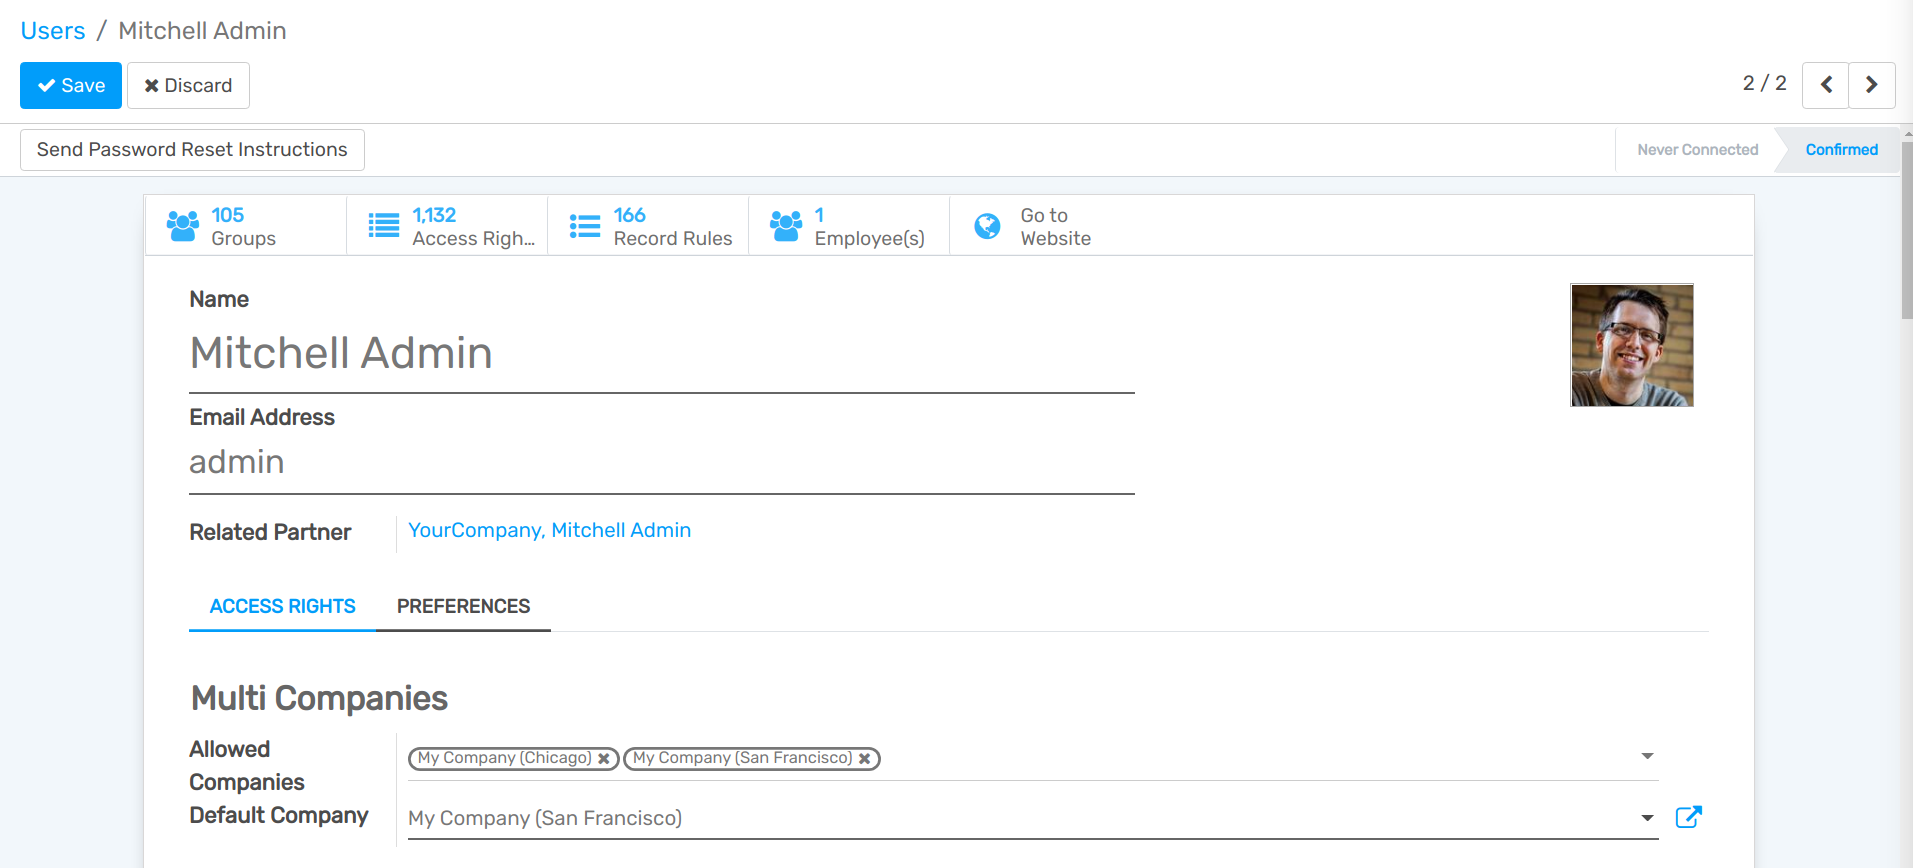 Users / Mitchell Admin
Save Discard
2 / 2
Send Password Reset Instructions
Never Connected Confirmed
105 Groups
1,132 Access Righ...
166 Record Rules
1 Employee(s)
Go to Website
Name
Mitchell Admin
Email Address
admin
Related Partner YourCompany, Mitchell Admin
ACCESS RIGHTS PREFERENCES
Multi Companies
Allowed Companies My Company (Chicago) My Company (San Francisco)
Default Company My Company (San Francisco)